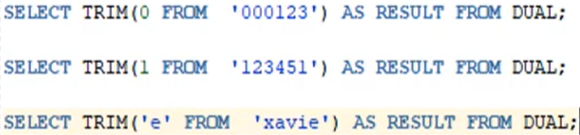 SELECT TRIM(0 FROM  '000123') AS RESULT FROM DUAL;
SELECT TRIM(1 FROM  '123451') AS RESULT FROM DUAL;
SELECT TRIM('e' FROM  'xavie') AS RESULT FROM DUAL;